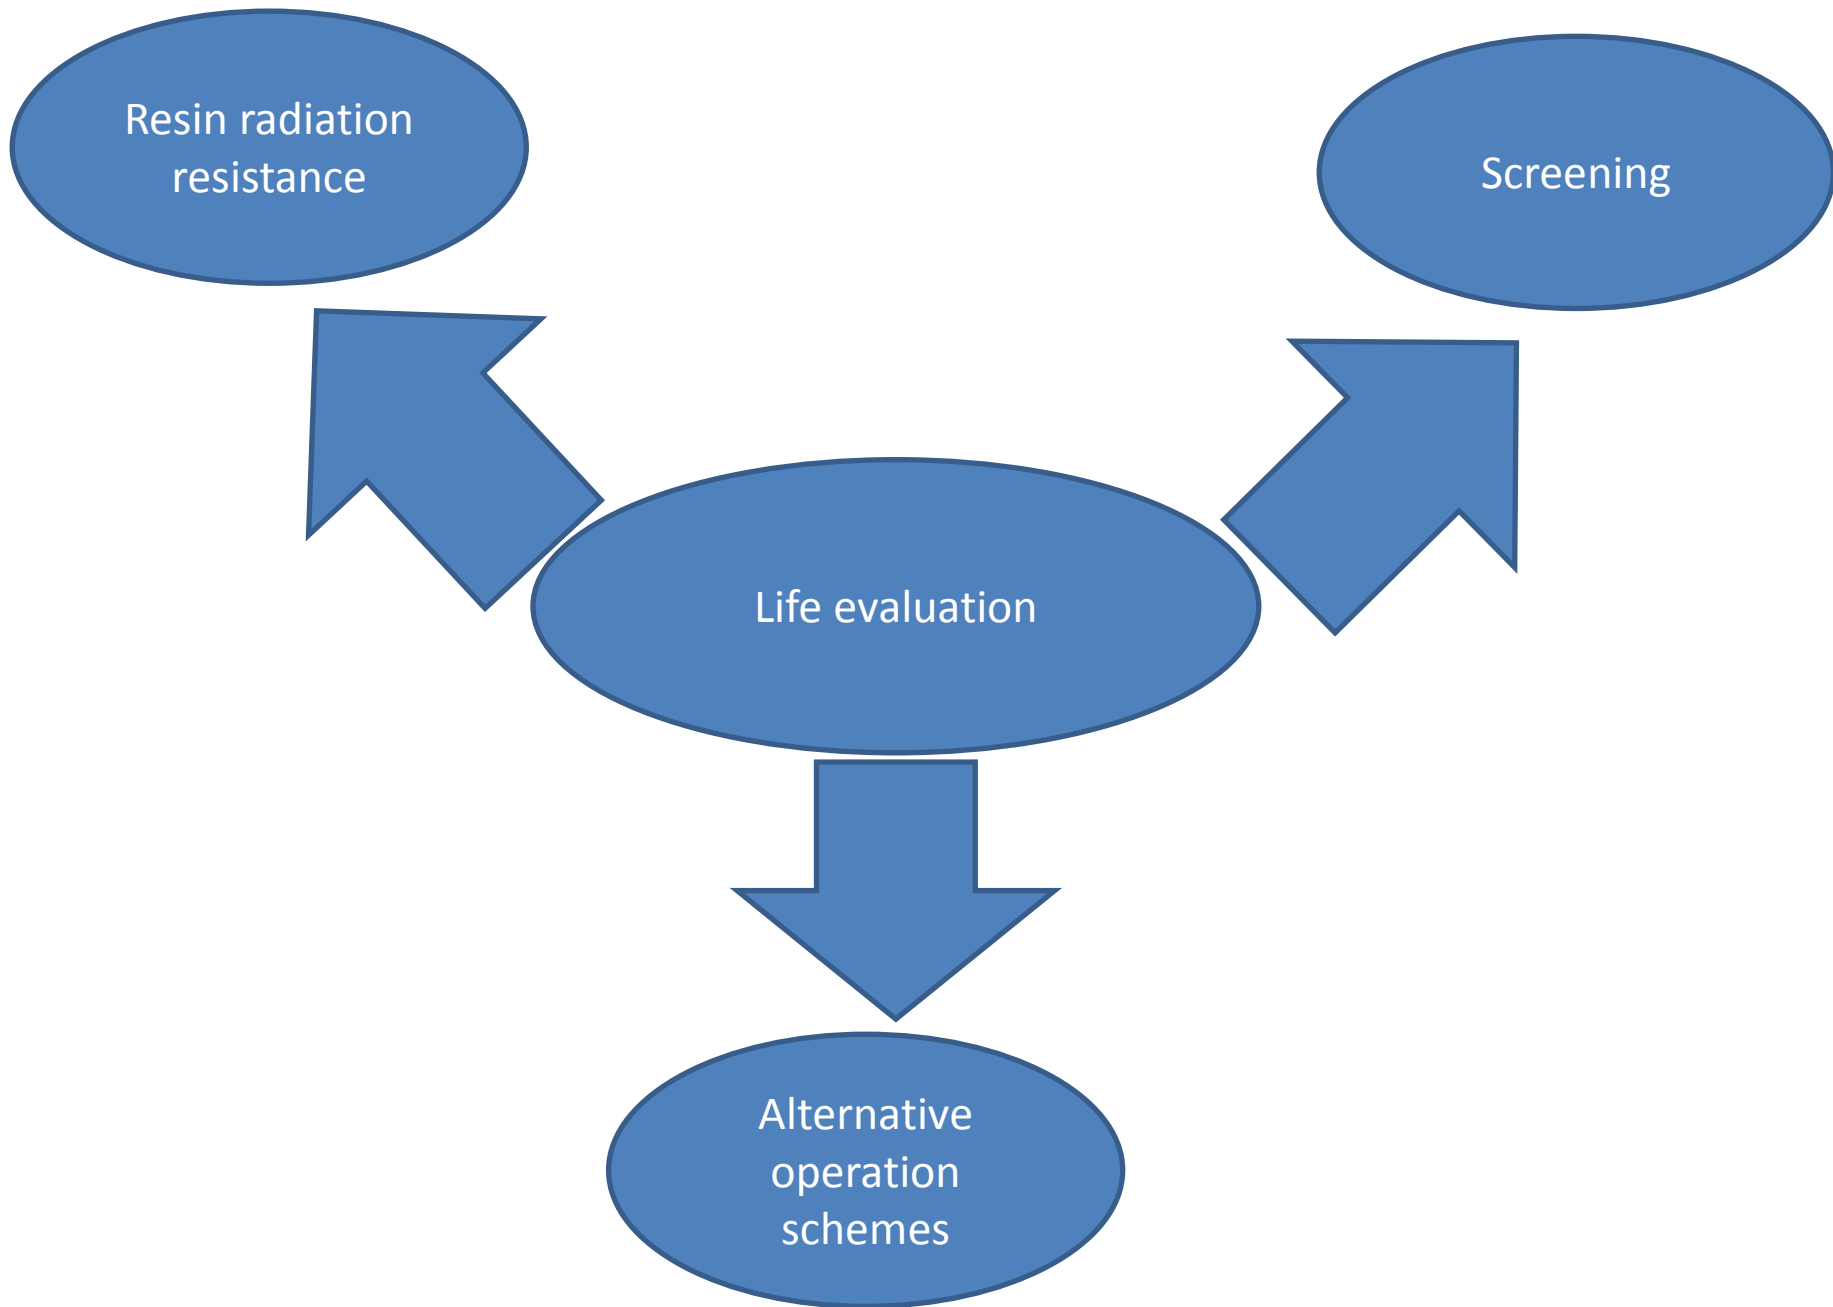 Resin radiation
resistance
Screening
Life evaluation
Alternative
operation
schemes